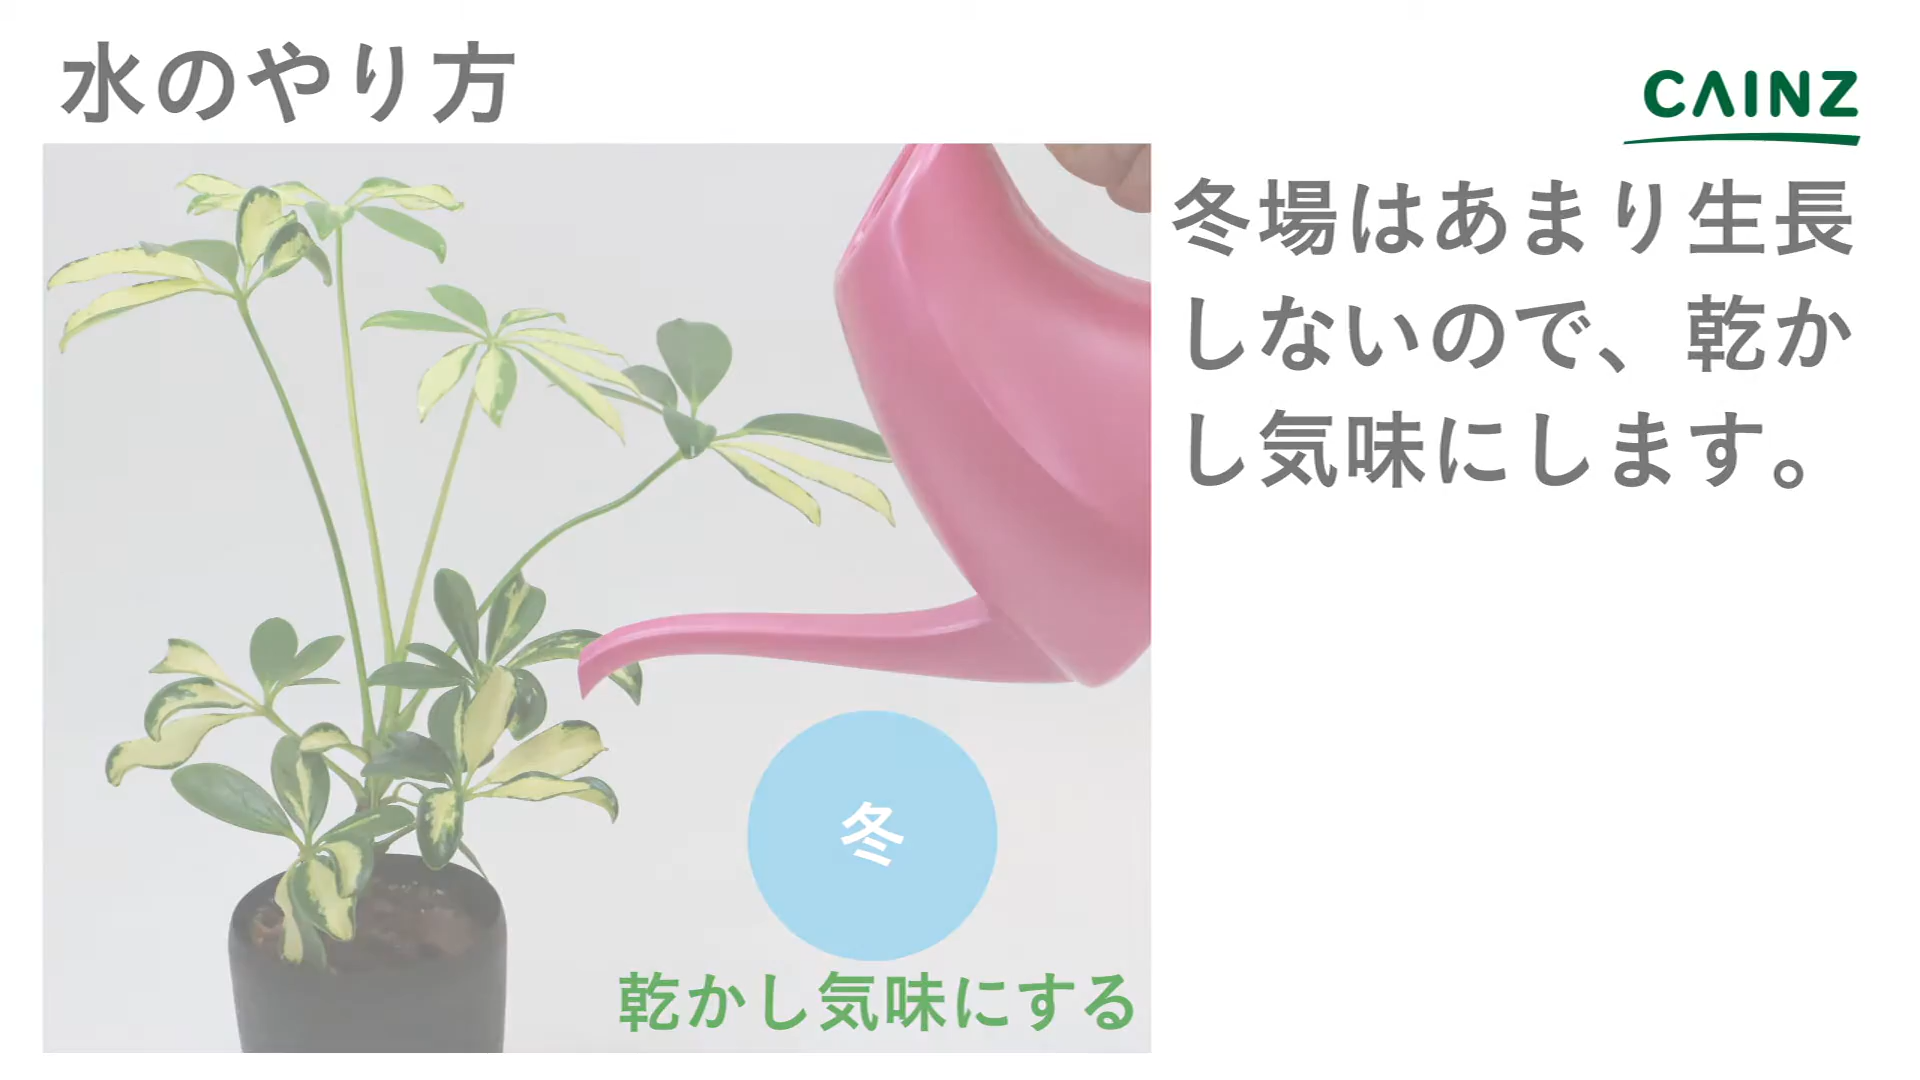 水のやり方
CAINZ
冬場はあまり生長
しないので、乾か
し気味にします。
冬
乾かし気味にする